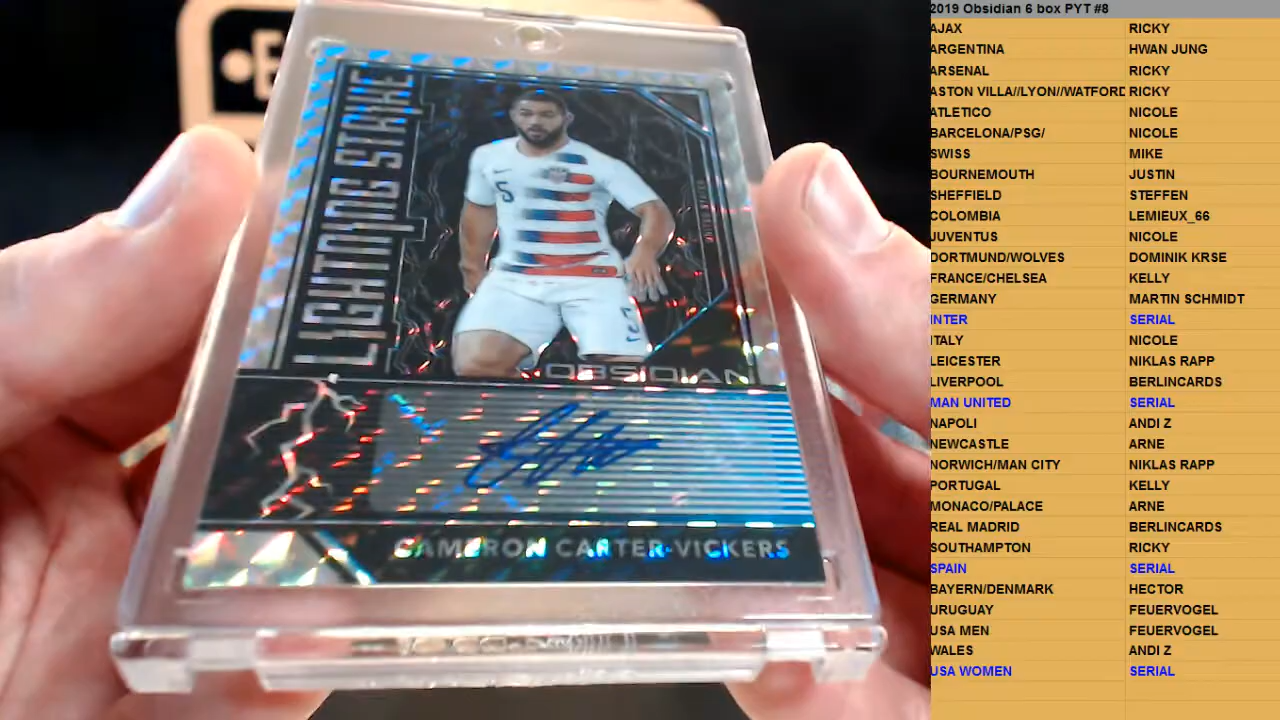 LIGHTNING STRIKE
5
UNITED STATES
5
OBSIDIAN
CAMERON CARTER-VICKERS
2019 Obsidian 6 box PYT #8
AJAX RICKY
ARGENTINA HWAN JUNG
ARSENAL RICKY
ASTON VILLA//LYON//WATFORD RICKY
ATLETICO NICOLE
BARCELONA/PSG/ NICOLE
SWISS MIKE
BOURNEMOUTH JUSTIN
SHEFFIELD STEFFEN
COLOMBIA LEMIEUX_66
JUVENTUS NICOLE
DORTMUND/WOLVES DOMINIK KRSE
FRANCE/CHELSEA KELLY
GERMANY MARTIN SCHMIDT
INTER SERIAL
ITALY NICOLE
LEICESTER NIKLAS RAPP
LIVERPOOL BERLINCARDS
MAN UNITED SERIAL
NAPOLI ANDI Z
NEWCASTLE ARNE
NORWICH/MAN CITY NIKLAS RAPP
PORTUGAL KELLY
MONACO/PALACE ARNE
REAL MADRID BERLINCARDS
SOUTHAMPTON RICKY
SPAIN SERIAL
BAYERN/DENMARK HECTOR
URUGUAY FEUERVOGEL
USA MEN FEUERVOGEL
WALES ANDI Z
USA WOMEN SERIAL